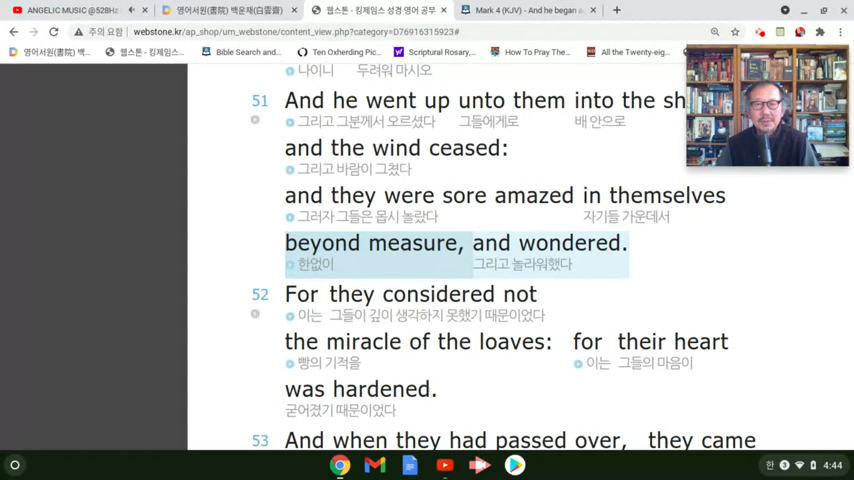 ANGELIC MUSIC @528Hz
영어서원(書院) 백운재(白雲齋)
웹스톤 - 킹제임스 성경 영어 공부
Mark 4 (KJV) - And he began a
주의 요함
webstone.kr/ap_shop/um_webstone/content_view.php?category=D76916315923#
영어서원(書院) 백...
웹스톤 - 킹제임스...
Bible Search and...
Ten Oxherding Pic...
Scriptural Rosary,...
How To Pray The...
All the Twenty-eig...
나이니 두려워 마시오
51 And he went up unto them into the sh
그리고 그분께서 오르셨다 그들에게로 배 안으로
and the wind ceased:
그리고 바람이 그쳤다
and they were sore amazed in themselves
그러자 그들은 몹시 놀랐다 자기들 가운데서
beyond measure, and wondered.
한없이 그리고 놀라워했다
52 For they considered not
이는 그들이 깊이 생각하지 못했기 때문이었다
the miracle of the loaves: for their heart
빵의 기적을 이는 그들의 마음이
was hardened.
굳어졌기 때문이었다
53 And when they had passed over, they came
한 3 4:44